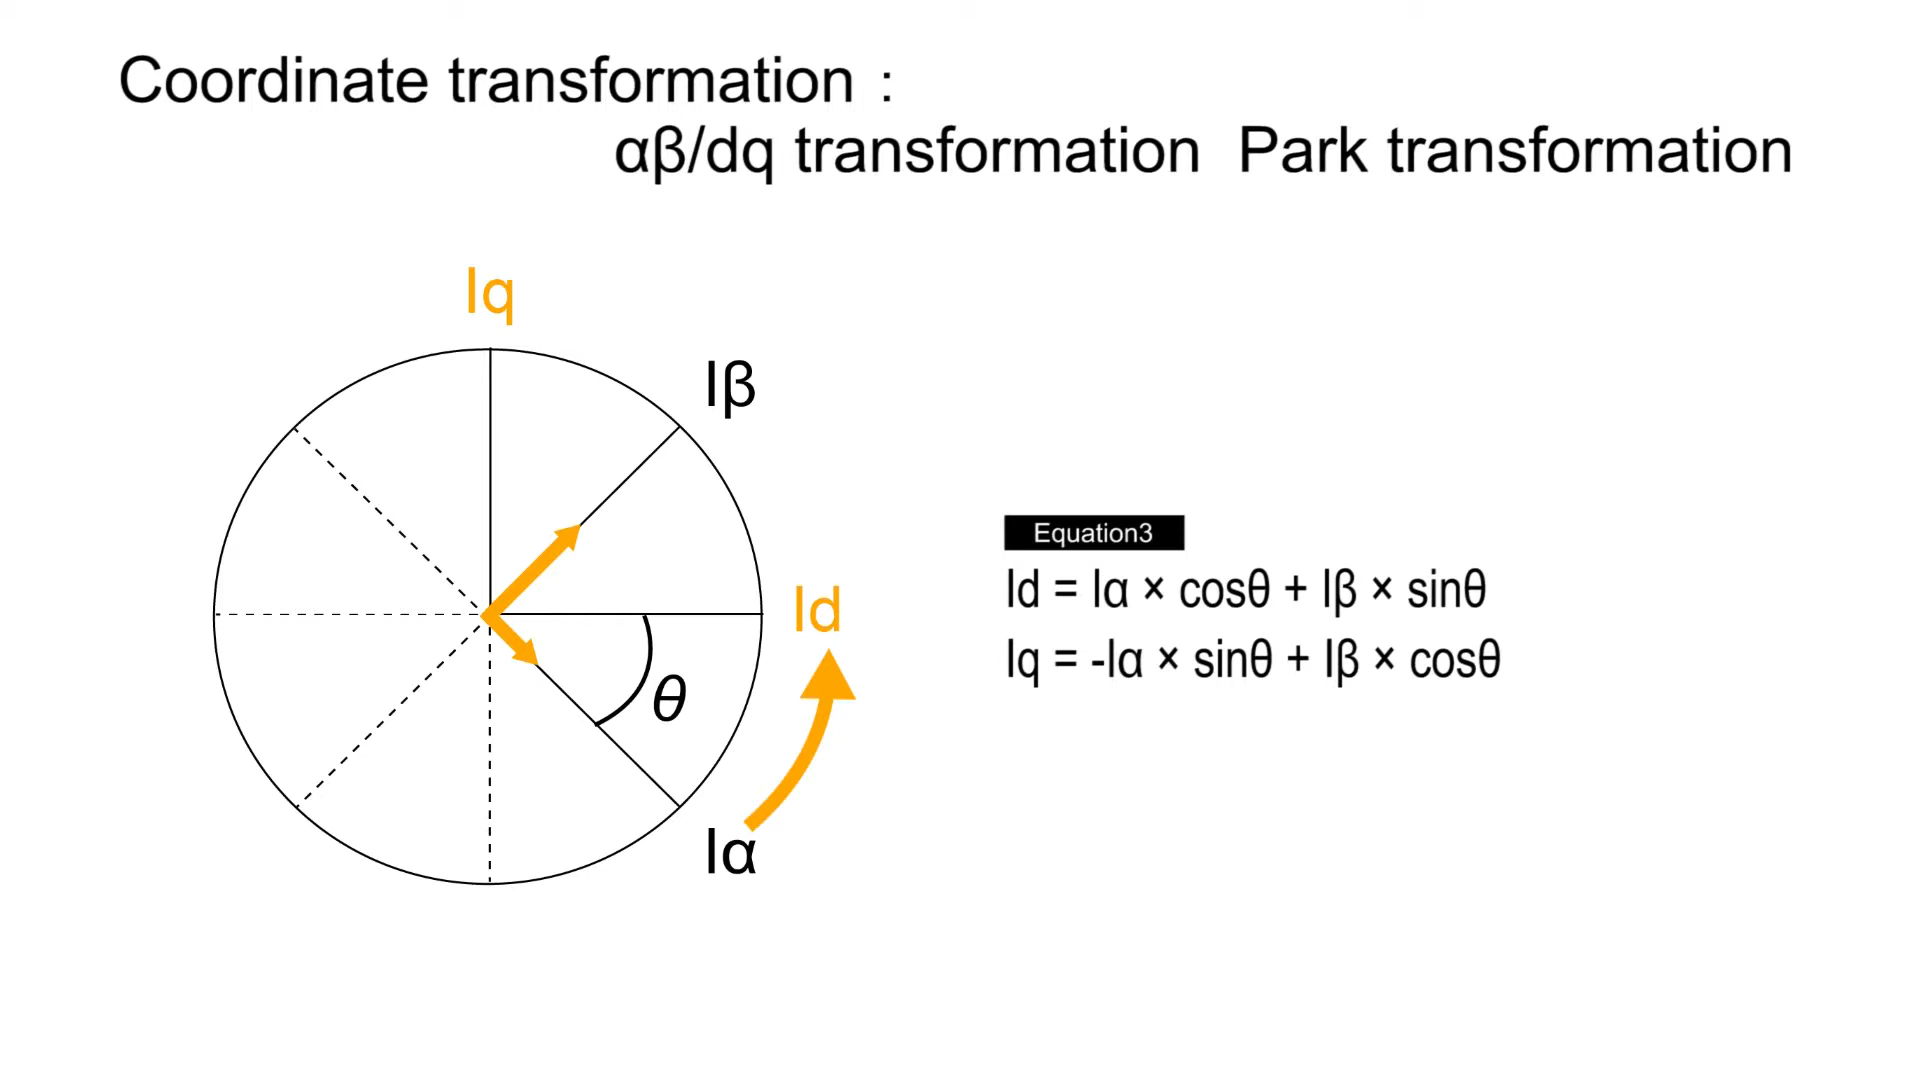 Coordinate transformation：
αβ/dq transformation Park transformation
Iq
Iβ
Id
θ
Iα
Equation3
Id = Iα × cosθ + Iβ × sinθ
Iq = -Iα × sinθ + Iβ × cosθ